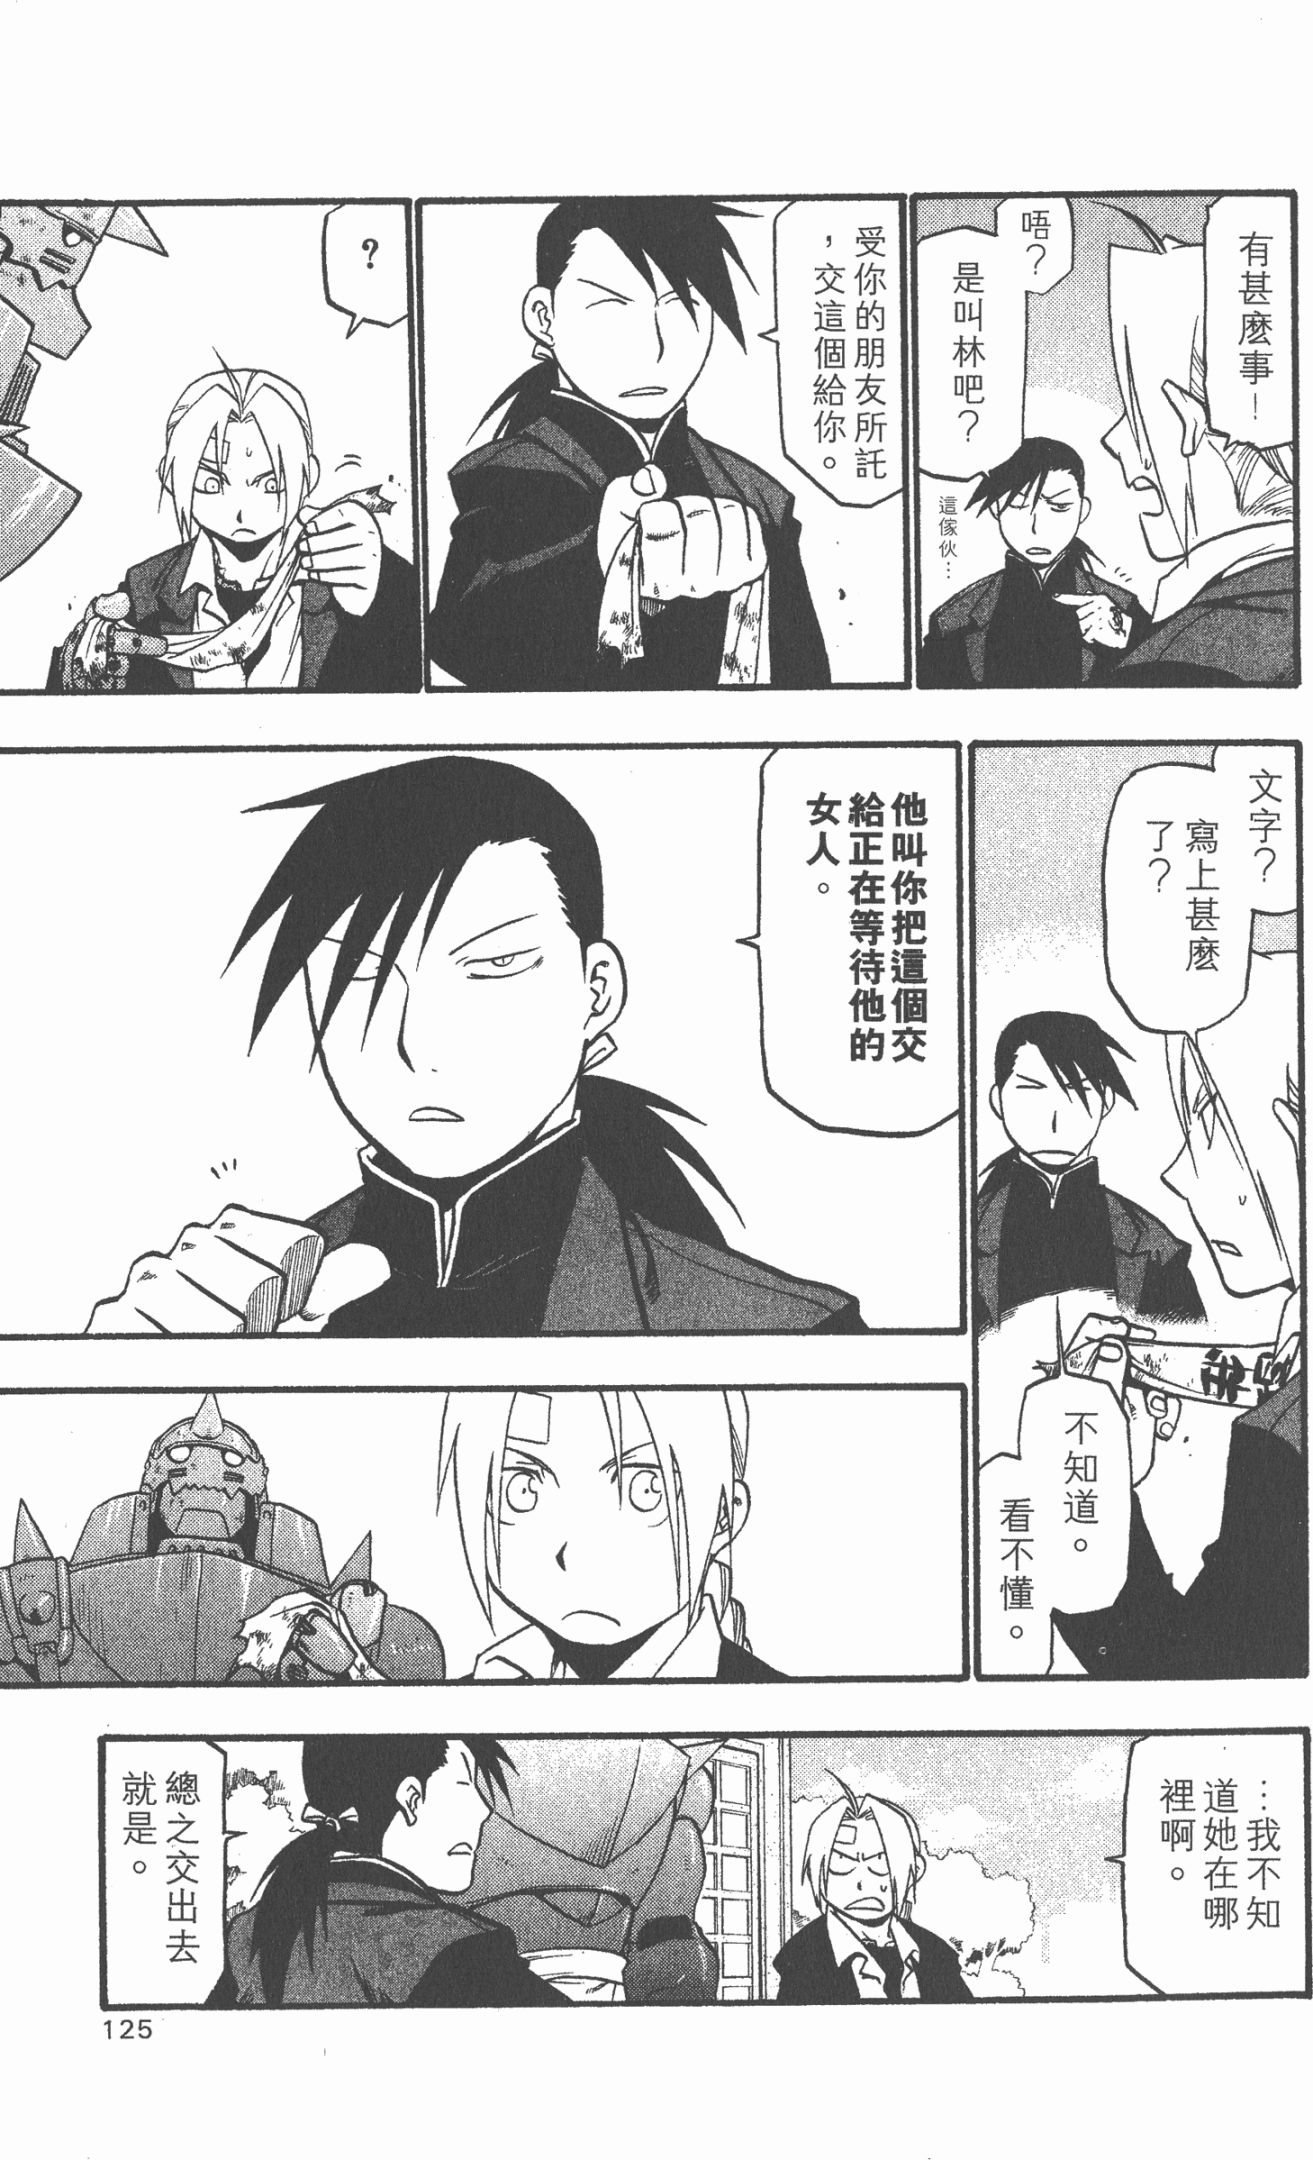 有甚麼事！
唔？
是叫林吧？
這傢伙…
受你的朋友所託
，交這個給你。
？
文字？
寫上甚麼
了？
不知道。
看不懂。
他叫你把這個交
給正在等待他的
女人。
…我不知
道她在哪
裡啊。
總之交出去
就是。
125